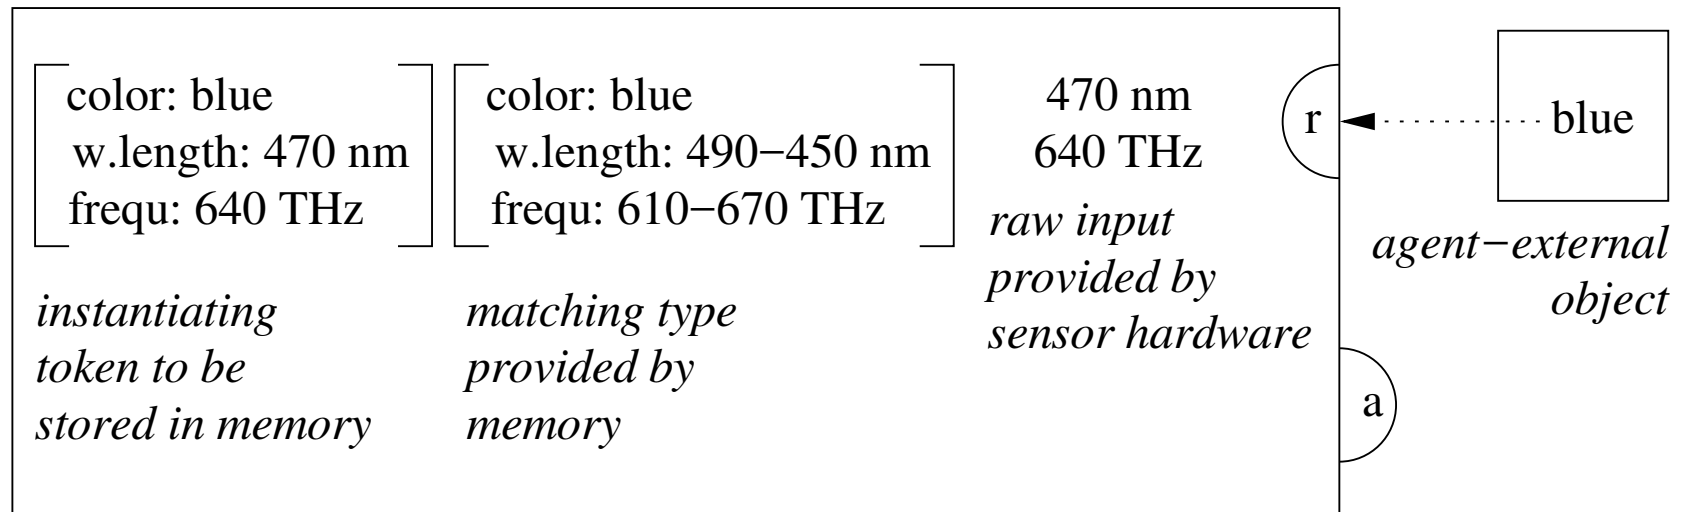 color: blue
w.length: 470 nm
frequ: 640 THz
instantiating
token to be
stored in memory
color: blue
w.length: 490−450 nm
frequ: 610−670 THz
matching type
provided by
memory
470 nm
640 THz
raw input
provided by
sensor hardware
r
a
blue
agent−external
object